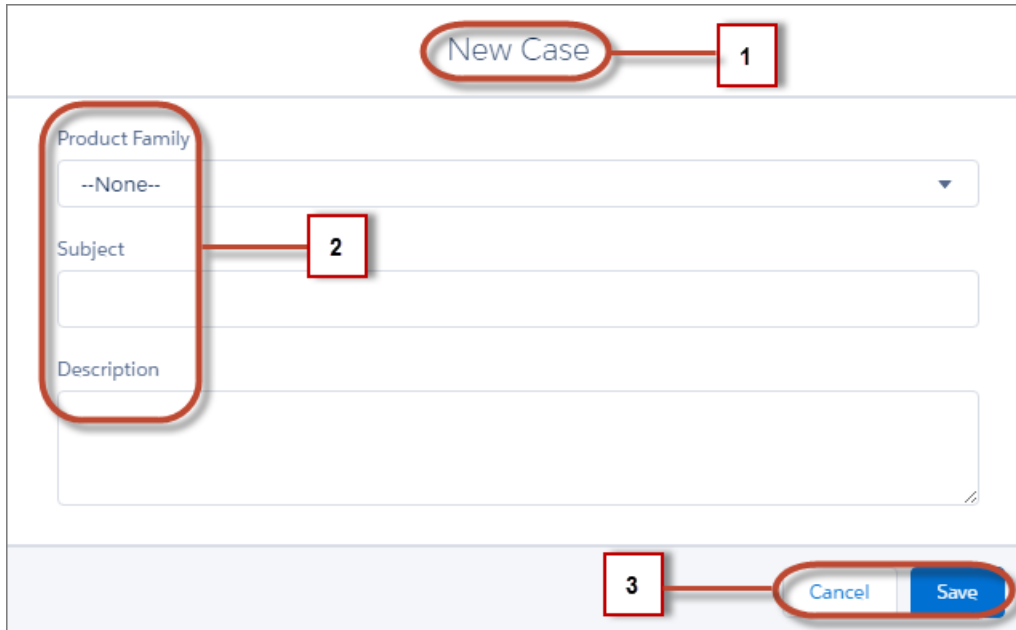 New Case
1
Product Family
--None--
2
Subject
Description
3
Cancel
Save